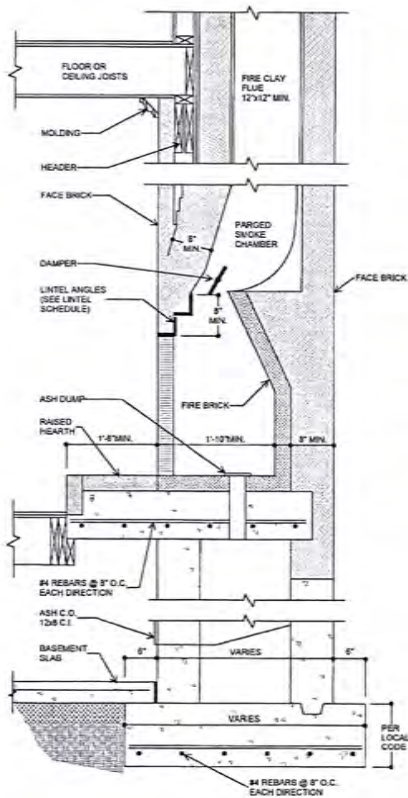 FLOOR OR
CEILING JOISTS
FIRE CLAY
FLUE
12"x12" MIN.
MOLDING
HEADER
FACE BRICK
8"
MIN.
PARGED
SMOKE
CHAMBER
DAMPER
FACE BRICK
LINTEL ANGLES
(SEE LINTEL
SCHEDULE)
8"
MIN.
ASH DUMP
FIRE BRICK
RAISED
HEARTH
1'-6"MIN.
1'-10"MIN.
8" MIN.
#4 REBARS @ 8" O.C.
EACH DIRECTION
ASH C.O.
12x8 C.I.
BASEMENT
SLAB
6"
VARIES
6"
VARIES
PER
LOCAL
CODE
#4 REBARS @ 8" O.C.
EACH DIRECTION